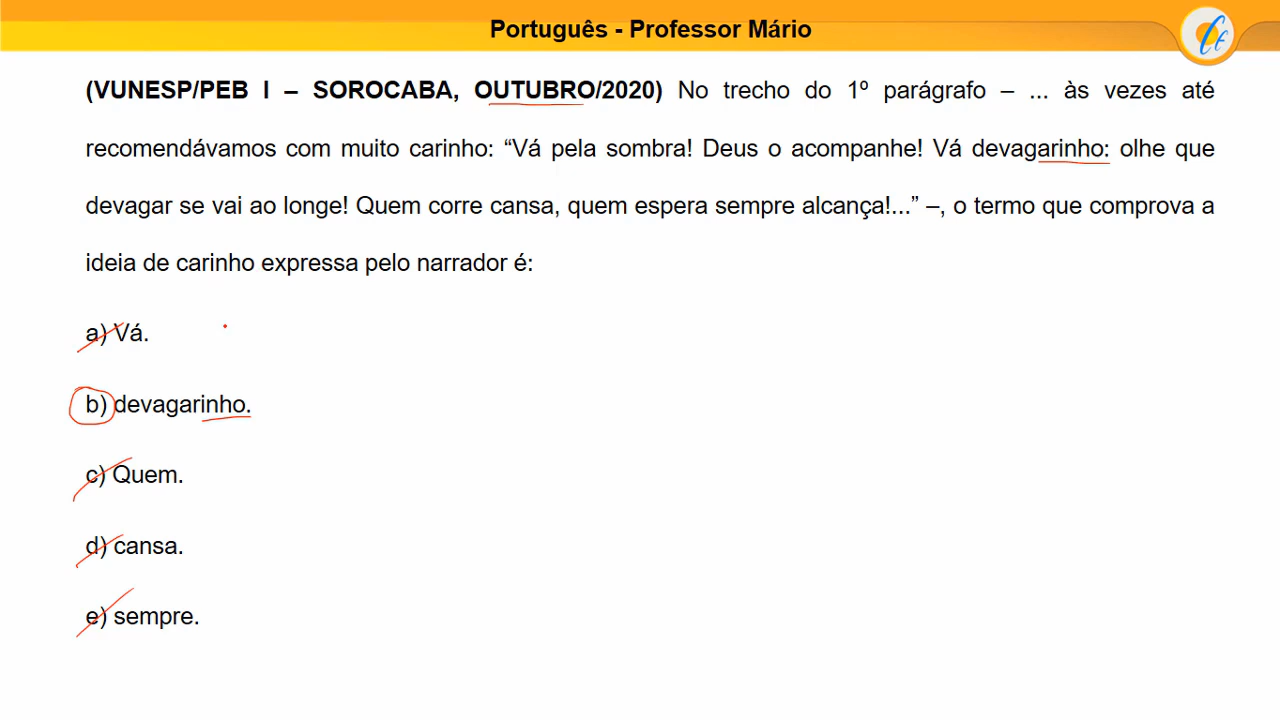 Português - Professor Mário
(VUNESP/PEB I – SOROCABA, OUTUBRO/2020) No trecho do 1º parágrafo – ... às vezes até
recomendávamos com muito carinho: “Vá pela sombra! Deus o acompanhe! Vá devagarinho: olhe que
devagar se vai ao longe! Quem corre cansa, quem espera sempre alcança!...” –, o termo que comprova a
ideia de carinho expressa pelo narrador é:
a) Vá.
b) devagarinho.
c) Quem.
d) cansa.
e) sempre.